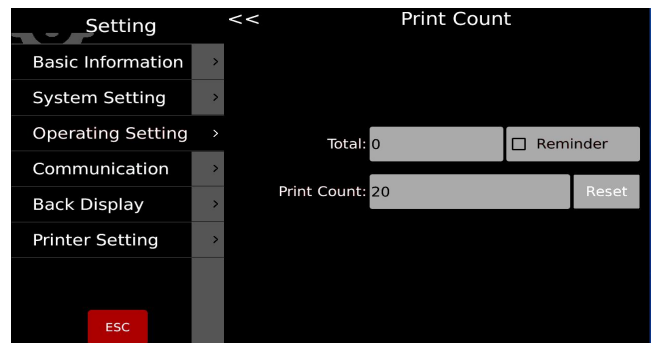 Setting
Basic Information >
System Setting >
Operating Setting >
Communication >
Back Display >
Printer Setting >
ESC
<< Print Count
Total: 0 Reminder
Print Count: 20 Reset